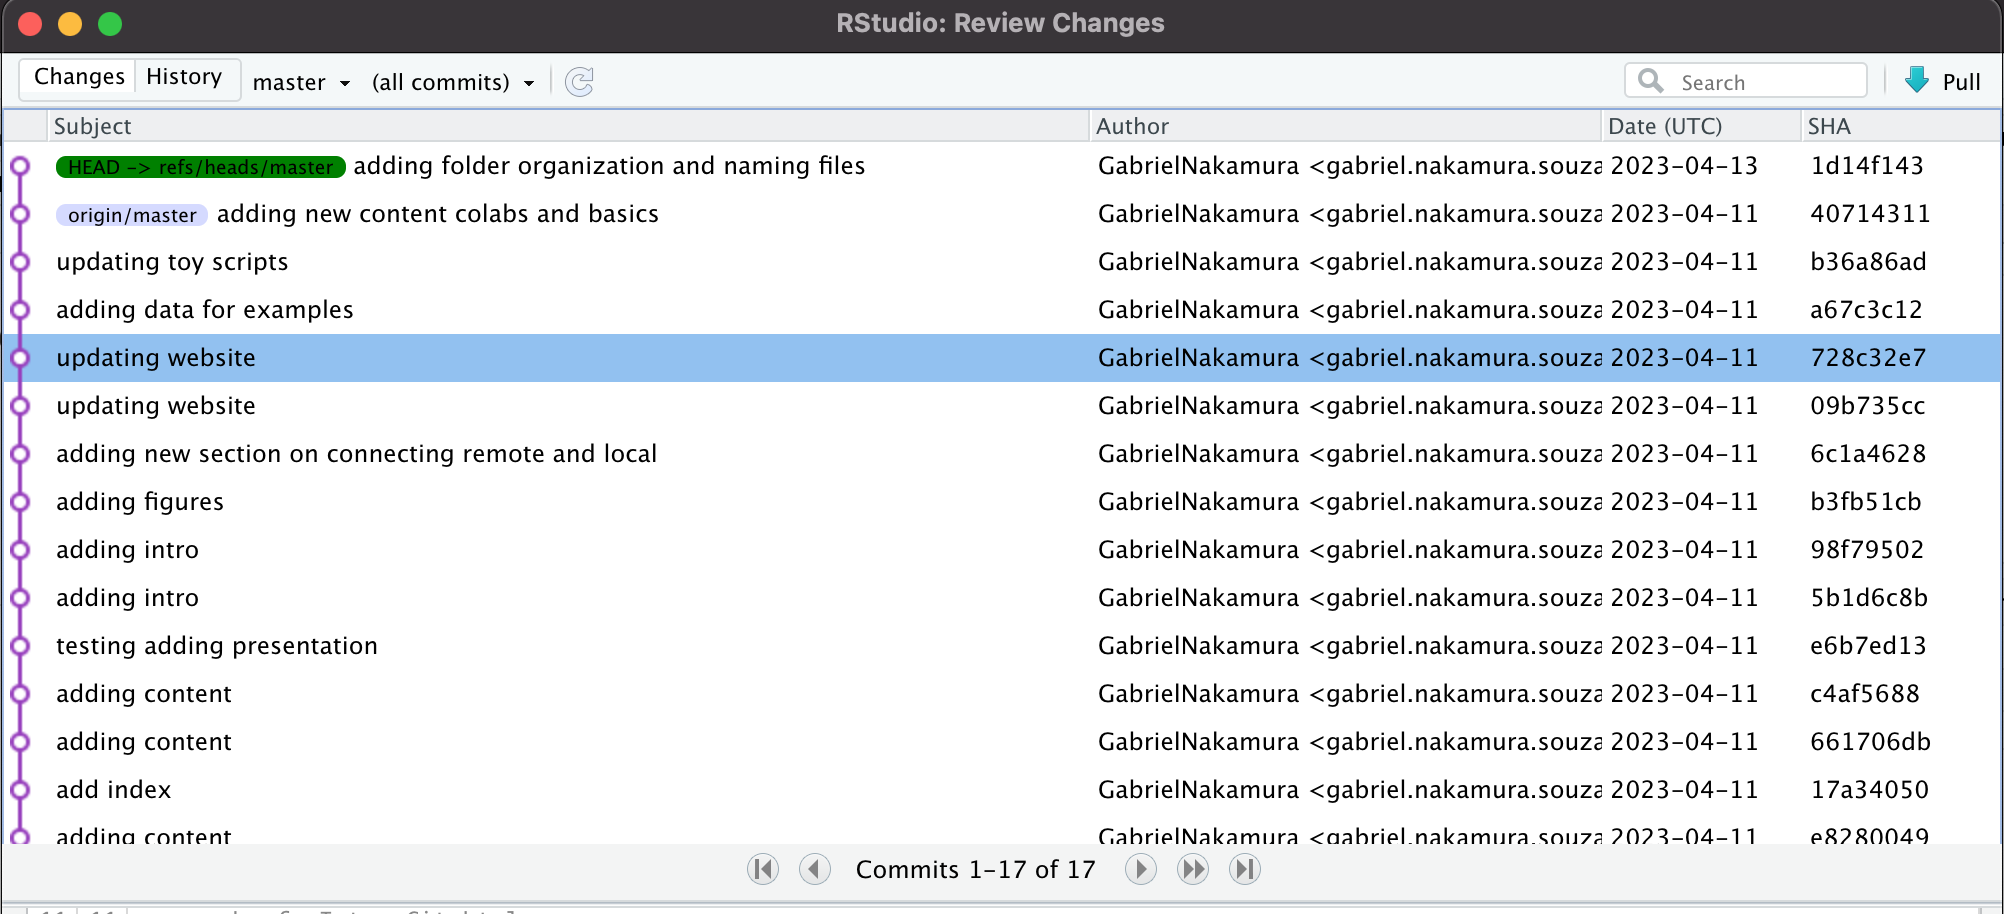 RStudio: Review Changes
Changes History master (all commits) Search Pull
Subject Author Date (UTC) SHA
HEAD -> refs/heads/master adding folder organization and naming files GabrielNakamura <gabriel.nakamura.souza 2023-04-13 1d14f143
origin/master adding new content colabs and basics GabrielNakamura <gabriel.nakamura.souza 2023-04-11 40714311
updating toy scripts GabrielNakamura <gabriel.nakamura.souza 2023-04-11 b36a86ad
adding data for examples GabrielNakamura <gabriel.nakamura.souza 2023-04-11 a67c3c12
updating website GabrielNakamura <gabriel.nakamura.souza 2023-04-11 728c32e7
updating website GabrielNakamura <gabriel.nakamura.souza 2023-04-11 09b735cc
adding new section on connecting remote and local GabrielNakamura <gabriel.nakamura.souza 2023-04-11 6c1a4628
adding figures GabrielNakamura <gabriel.nakamura.souza 2023-04-11 b3fb51cb
adding intro GabrielNakamura <gabriel.nakamura.souza 2023-04-11 98f79502
adding intro GabrielNakamura <gabriel.nakamura.souza 2023-04-11 5b1d6c8b
testing adding presentation GabrielNakamura <gabriel.nakamura.souza 2023-04-11 e6b7ed13
adding content GabrielNakamura <gabriel.nakamura.souza 2023-04-11 c4af5688
adding content GabrielNakamura <gabriel.nakamura.souza 2023-04-11 661706db
add index GabrielNakamura <gabriel.nakamura.souza 2023-04-11 17a34050
adding content GabrielNakamura <gabriel.nakamura.souza 2023-04-11 e8280049
Commits 1-17 of 17